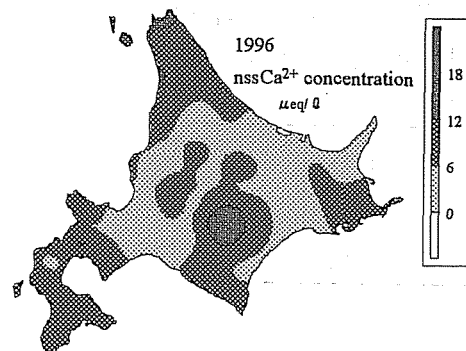 1996
nssCa²⁺ concentration
μeq/ℓ
18
12
6
0